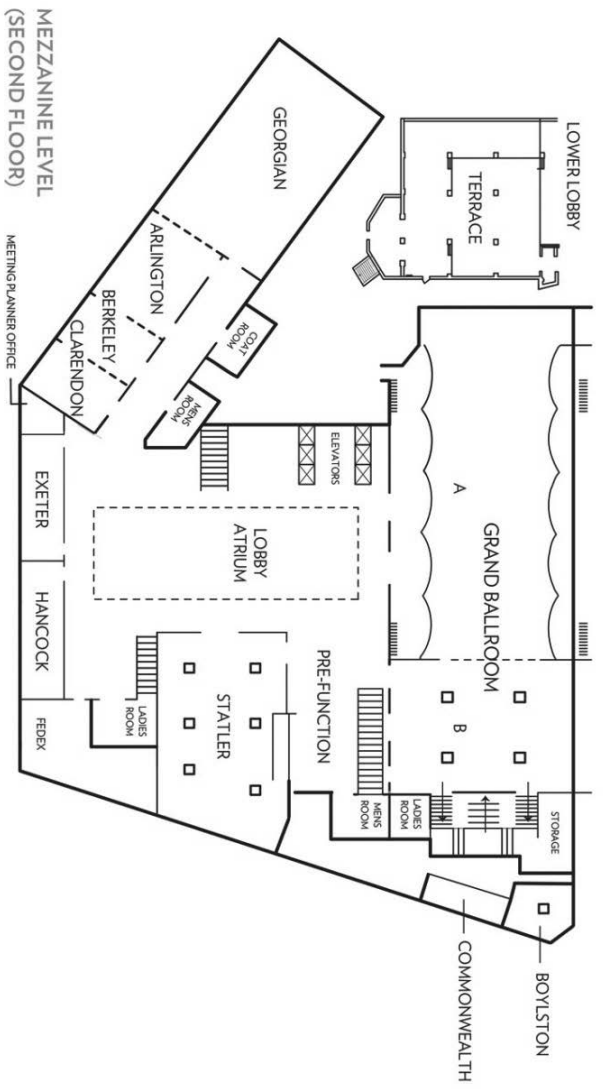 MEZZANINE LEVEL
(SECOND FLOOR)
LOWER LOBBY
TERRACE
GEORGIAN
ARLINGTON
BERKELEY
CLARENDON
COAT
ROOM
MENS
ROOM
MEETING PLANNER OFFICE
EXETER
HANCOCK
FEDEX
ELEVATORS
LOBBY
ATRIUM
GRAND BALLROOM
A
B
PRE-FUNCTION
STATLER
LADIES
ROOM
MENS
ROOM
LADIES
ROOM
STORAGE
COMMONWEALTH
BOYLSTON